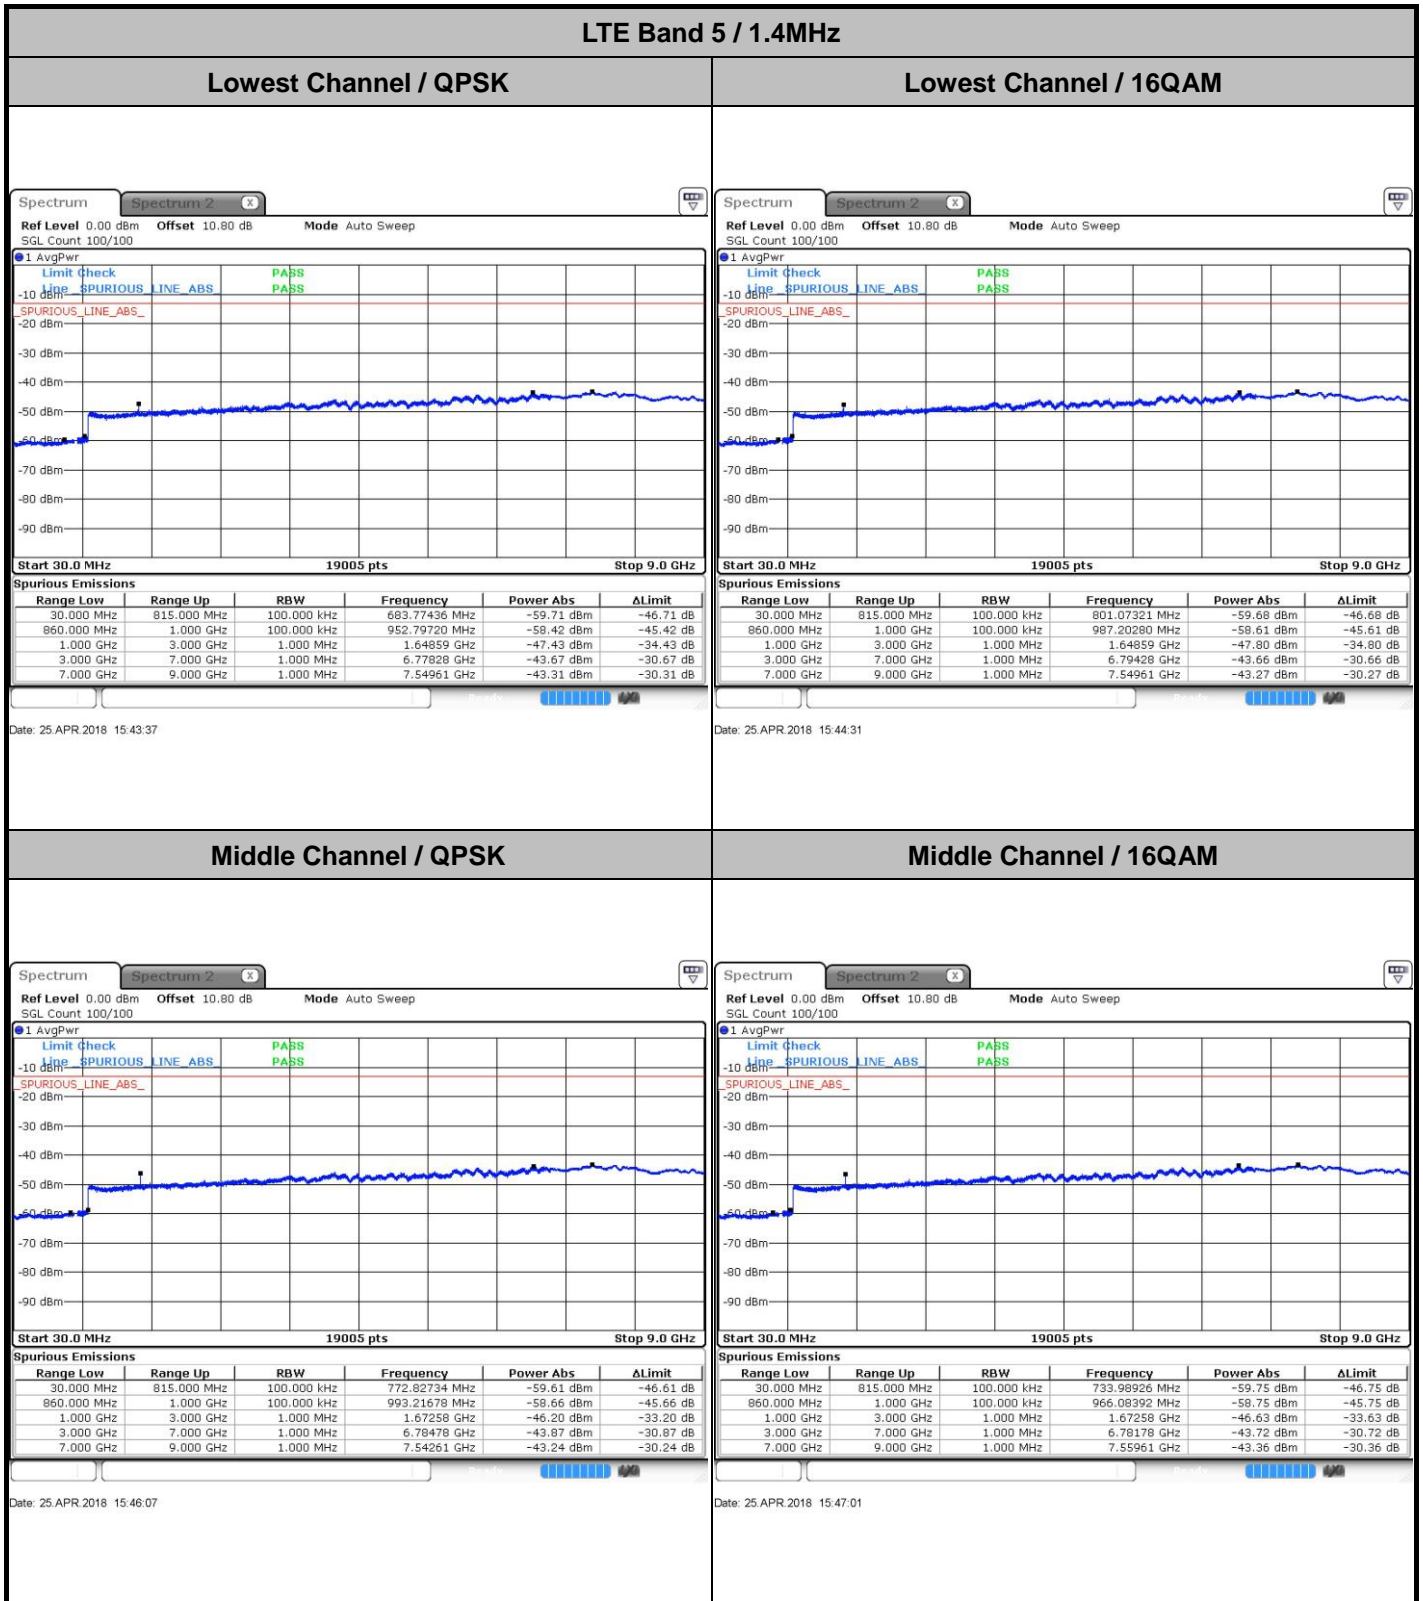 LTE Band 5 / 1.4MHz
Lowest Channel / QPSK
Lowest Channel / 16QAM
Spectrum Spectrum 2 X
Ref Level 0.00 dBm Offset 10.80 dB Mode Auto Sweep
SGL Count 100/100
1 AvgPwr
Limit Check PASS
Line _SPURIOUS_LINE_ABS_ PASS
-10 dBm
_SPURIOUS_LINE_ABS_
-20 dBm
-30 dBm
-40 dBm
-50 dBm
-60 dBm
-70 dBm
-80 dBm
-90 dBm
Start 30.0 MHz 19005 pts Stop 9.0 GHz
Spurious Emissions
Range Low Range Up RBW Frequency Power Abs ΔLimit
30.000 MHz 815.000 MHz 100.000 kHz 683.77436 MHz -59.71 dBm -46.71 dB
860.000 MHz 1.000 GHz 100.000 kHz 952.79720 MHz -58.42 dBm -45.42 dB
1.000 GHz 3.000 GHz 1.000 MHz 1.64859 GHz -47.43 dBm -34.43 dB
3.000 GHz 7.000 GHz 1.000 MHz 6.77828 GHz -43.67 dBm -30.67 dB
7.000 GHz 9.000 GHz 1.000 MHz 7.54961 GHz -43.31 dBm -30.31 dB
Date: 25.APR.2018 15:43:37
Spectrum Spectrum 2 X
Ref Level 0.00 dBm Offset 10.80 dB Mode Auto Sweep
SGL Count 100/100
1 AvgPwr
Limit Check PASS
Line _SPURIOUS_LINE_ABS_ PASS
-10 dBm
_SPURIOUS_LINE_ABS_
-20 dBm
-30 dBm
-40 dBm
-50 dBm
-60 dBm
-70 dBm
-80 dBm
-90 dBm
Start 30.0 MHz 19005 pts Stop 9.0 GHz
Spurious Emissions
Range Low Range Up RBW Frequency Power Abs ΔLimit
30.000 MHz 815.000 MHz 100.000 kHz 801.07321 MHz -59.68 dBm -46.68 dB
860.000 MHz 1.000 GHz 100.000 kHz 987.20280 MHz -58.61 dBm -45.61 dB
1.000 GHz 3.000 GHz 1.000 MHz 1.64859 GHz -47.80 dBm -34.80 dB
3.000 GHz 7.000 GHz 1.000 MHz 6.79428 GHz -43.66 dBm -30.66 dB
7.000 GHz 9.000 GHz 1.000 MHz 7.54961 GHz -43.27 dBm -30.27 dB
Date: 25.APR.2018 15:44:31
Middle Channel / QPSK
Middle Channel / 16QAM
Spectrum Spectrum 2 X
Ref Level 0.00 dBm Offset 10.80 dB Mode Auto Sweep
SGL Count 100/100
1 AvgPwr
Limit Check PASS
Line _SPURIOUS_LINE_ABS_ PASS
-10 dBm
_SPURIOUS_LINE_ABS_
-20 dBm
-30 dBm
-40 dBm
-50 dBm
-60 dBm
-70 dBm
-80 dBm
-90 dBm
Start 30.0 MHz 19005 pts Stop 9.0 GHz
Spurious Emissions
Range Low Range Up RBW Frequency Power Abs ΔLimit
30.000 MHz 815.000 MHz 100.000 kHz 772.82734 MHz -59.61 dBm -46.61 dB
860.000 MHz 1.000 GHz 100.000 kHz 993.21678 MHz -58.66 dBm -45.66 dB
1.000 GHz 3.000 GHz 1.000 MHz 1.67258 GHz -46.20 dBm -33.20 dB
3.000 GHz 7.000 GHz 1.000 MHz 6.78478 GHz -43.87 dBm -30.87 dB
7.000 GHz 9.000 GHz 1.000 MHz 7.54261 GHz -43.24 dBm -30.24 dB
Date: 25.APR.2018 15:46:07
Spectrum Spectrum 2 X
Ref Level 0.00 dBm Offset 10.80 dB Mode Auto Sweep
SGL Count 100/100
1 AvgPwr
Limit Check PASS
Line _SPURIOUS_LINE_ABS_ PASS
-10 dBm
_SPURIOUS_LINE_ABS_
-20 dBm
-30 dBm
-40 dBm
-50 dBm
-60 dBm
-70 dBm
-80 dBm
-90 dBm
Start 30.0 MHz 19005 pts Stop 9.0 GHz
Spurious Emissions
Range Low Range Up RBW Frequency Power Abs ΔLimit
30.000 MHz 815.000 MHz 100.000 kHz 733.98926 MHz -59.75 dBm -46.75 dB
860.000 MHz 1.000 GHz 100.000 kHz 966.08392 MHz -58.75 dBm -45.75 dB
1.000 GHz 3.000 GHz 1.000 MHz 1.67258 GHz -46.63 dBm -33.63 dB
3.000 GHz 7.000 GHz 1.000 MHz 6.78178 GHz -43.72 dBm -30.72 dB
7.000 GHz 9.000 GHz 1.000 MHz 7.55961 GHz -43.36 dBm -30.36 dB
Date: 25.APR.2018 15:47:01